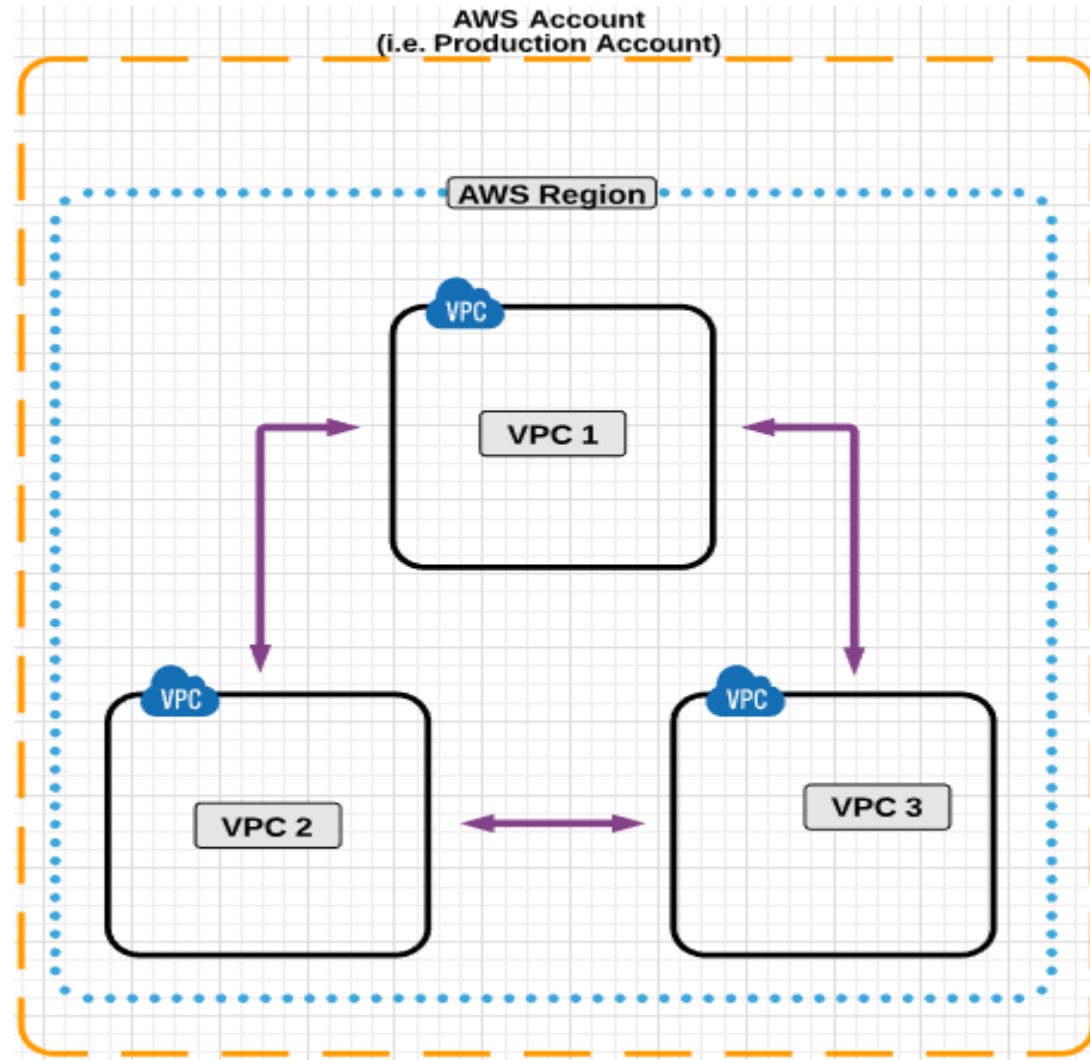 AWS Account
(i.e. Production Account)
AWS Region
VPC
VPC 1
VPC
VPC
VPC 2
VPC 3